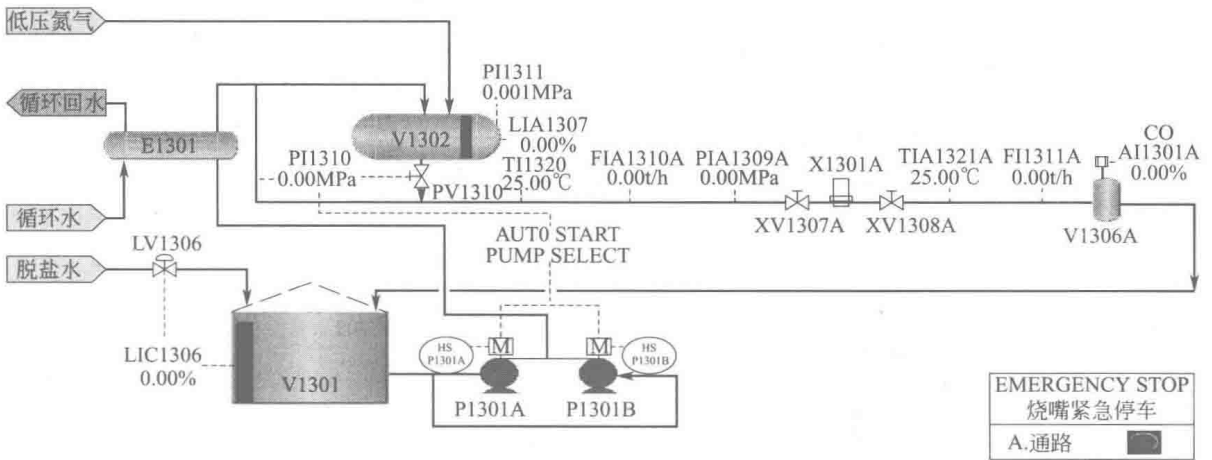 低压氮气
循环回水
E1301
循环水
PI1311
0.001MPa
V1302
LIA1307
0.00%
PI1310
0.00MPa
PV1310
TI1320
25.00℃
FIA1310A
0.00t/h
PIA1309A
0.00MPa
X1301A
XV1307A
XV1308A
TIA1321A
25.00℃
FI1311A
0.00t/h
CO
AI1301A
0.00%
V1306A
AUT0 START
PUMP SELECT
LV1306
脱盐水
LIC1306
0.00%
V1301
HS
P1301A
M
M
HS
P1301B
P1301A
P1301B
EMERGENCY STOP
烧嘴紧急停车
A.通路